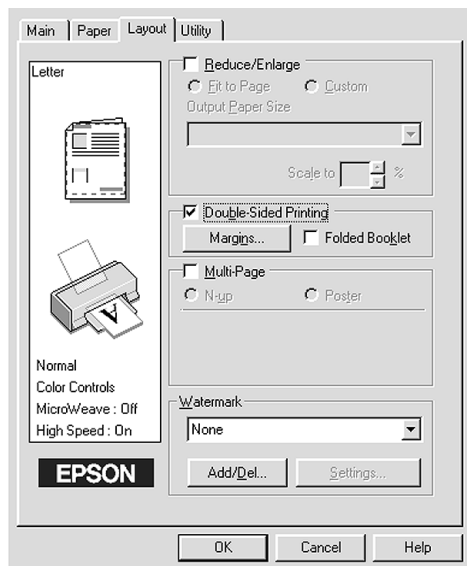 Main Paper Layout Utility
Letter
Normal
Color Controls
MicroWeave : Off
High Speed : On
EPSON
Reduce/Enlarge
Fit to Page Custom
Output Paper Size
Scale to %
Double-Sided Printing
Margins... Folded Booklet
Multi-Page
N-up Poster
Watermark
None
Add/Del... Settings...
OK Cancel Help